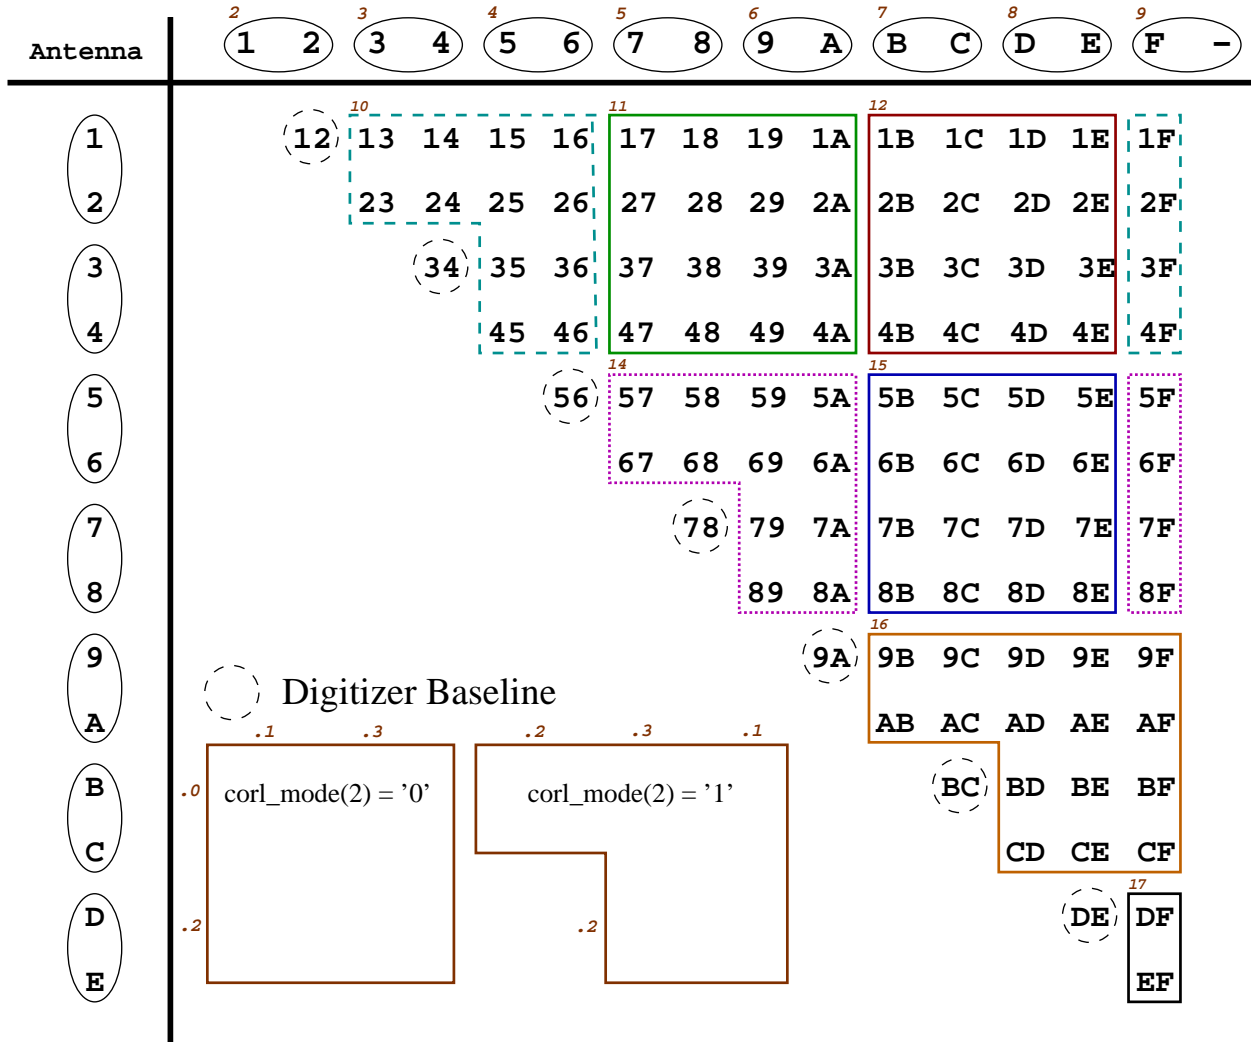 2 3 4 5 6 7 8 9
Antenna 1 2 3 4 5 6 7 8 9 A B C D E F –
10 11 12
1 12 13 14 15 16 17 18 19 1A 1B 1C 1D 1E 1F
2 23 24 25 26 27 28 29 2A 2B 2C 2D 2E 2F
3 34 35 36 37 38 39 3A 3B 3C 3D 3E 3F
4 45 46 47 48 49 4A 4B 4C 4D 4E 4F
14 15
5 56 57 58 59 5A 5B 5C 5D 5E 5F
6 67 68 69 6A 6B 6C 6D 6E 6F
7 78 79 7A 7B 7C 7D 7E 7F
8 89 8A 8B 8C 8D 8E 8F
16
9 9A 9B 9C 9D 9E 9F
Digitizer Baseline
A AB AC AD AE AF
.1 .3 .2 .3 .1
B .0 corl_mode(2) = ’0’ corl_mode(2) = ’1’ BC BD BE BF
C CD CE CF
17
D .2 .2 DE DF
E EF